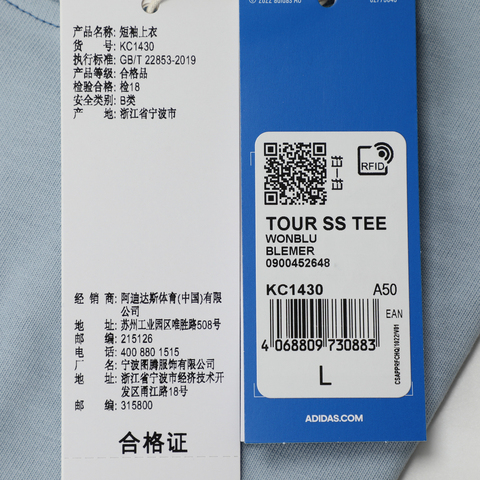 产品名称: 短袖上衣
货 号: KC1430
执行标准: GB/T 22853-2019
产品等级: 合格品
检验合格: 检18
安全类别: B类
产 地: 浙江省宁波市
经 销 商: 阿迪达斯体育(中国)有限公司
地 址: 苏州工业园区唯胜路508号
邮 编: 215126
电 话: 400 880 1515
厂 名: 宁波图腾服饰有限公司
地 址: 浙江省宁波市经济技术开
发区甬江路18号
邮 编: 315800
合格证
RFID
TOUR SS TEE
WONBLU
BLEMER
0900452648
KC1430 A50
EAN
4 068809 730883
L
ADIDAS.COM